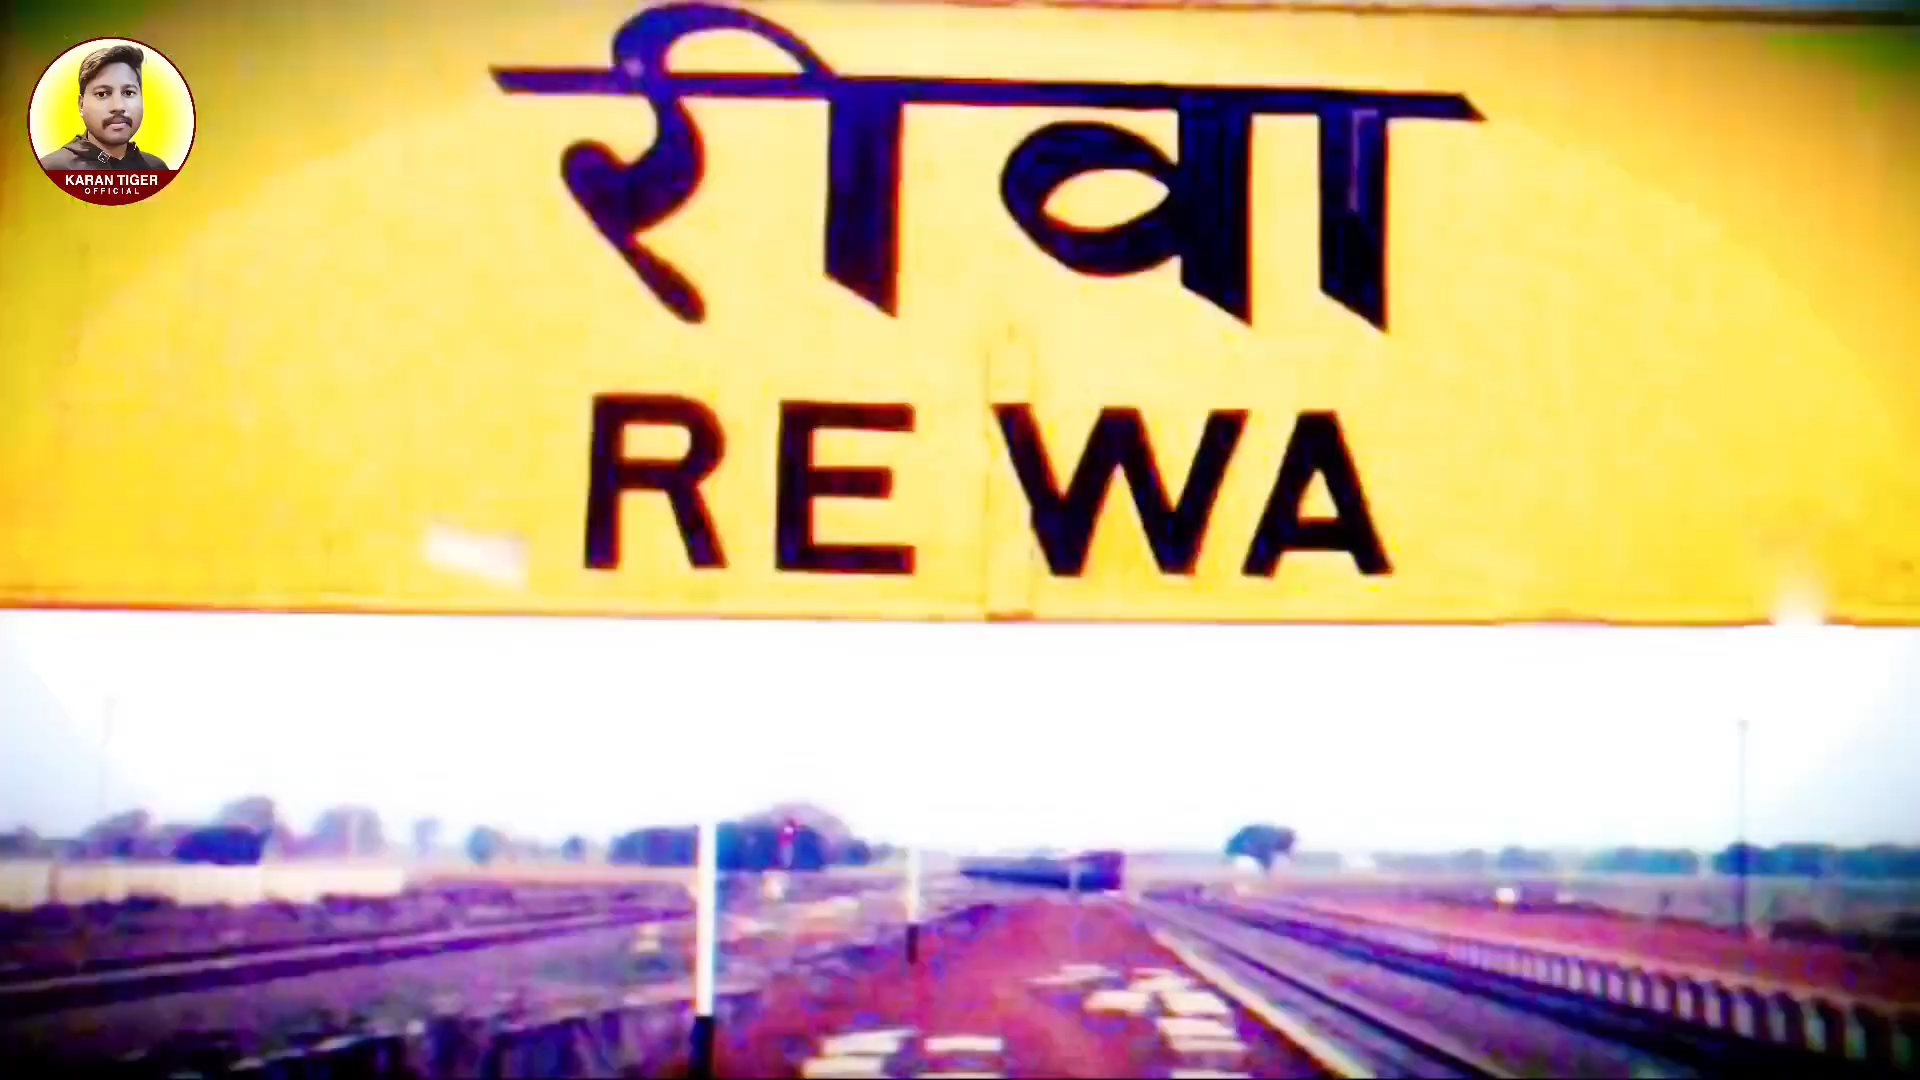 KARAN TIGER
OFFICIAL
रीवा
REWA